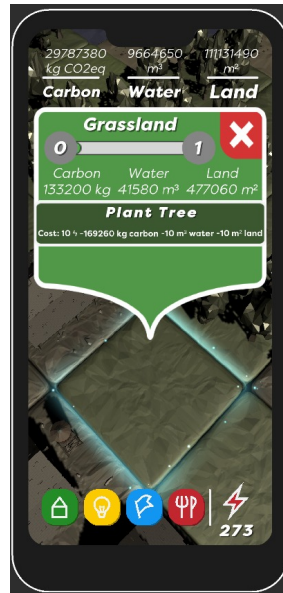 29787380 9664650 111131490
kg CO2eq m³ m²
Carbon Water Land
Grassland
0 1
Carbon Water Land
133200 kg 41580 m³ 477060 m²
Plant Tree
Cost: 10 ϟ -169260 kg carbon -10 m³ water -10 m² land
273